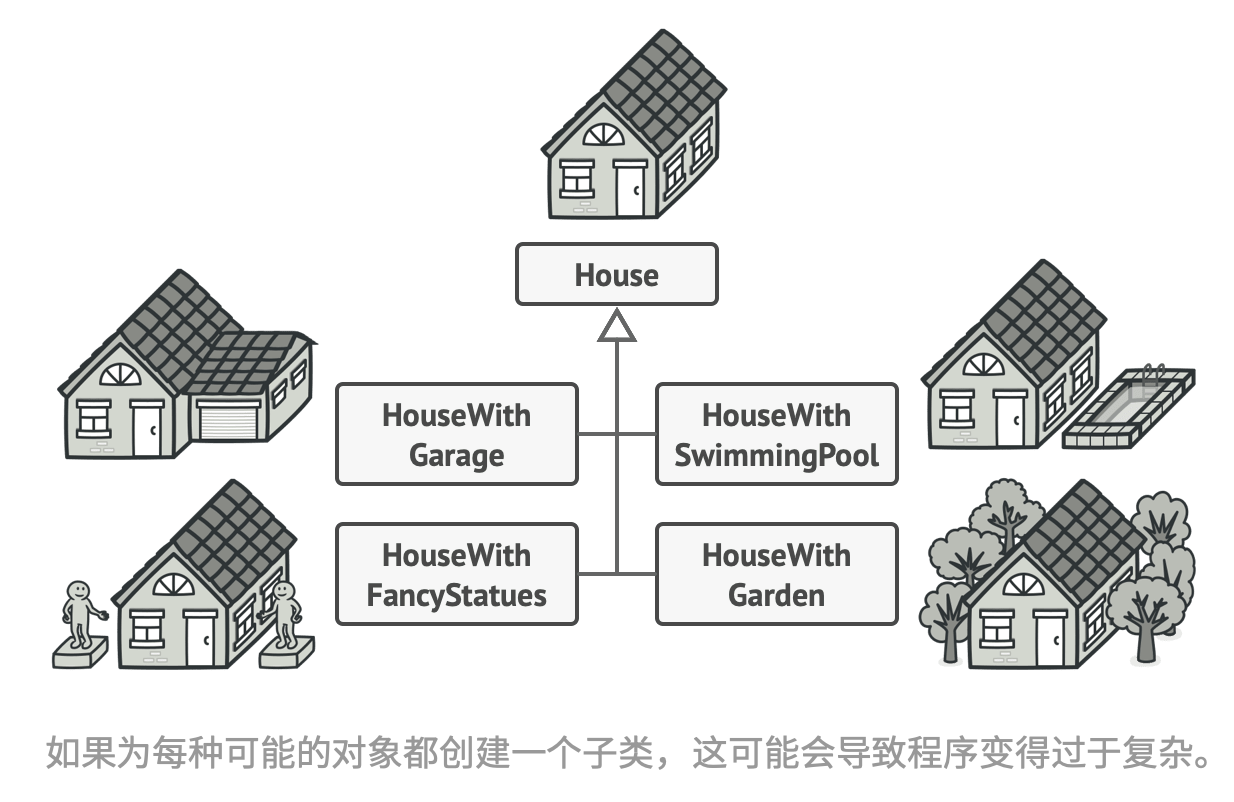 House
HouseWith
Garage
HouseWith
SwimmingPool
HouseWith
FancyStatues
HouseWith
Garden
如果为每种可能的对象都创建一个子类，这可能会导致程序变得过于复杂。